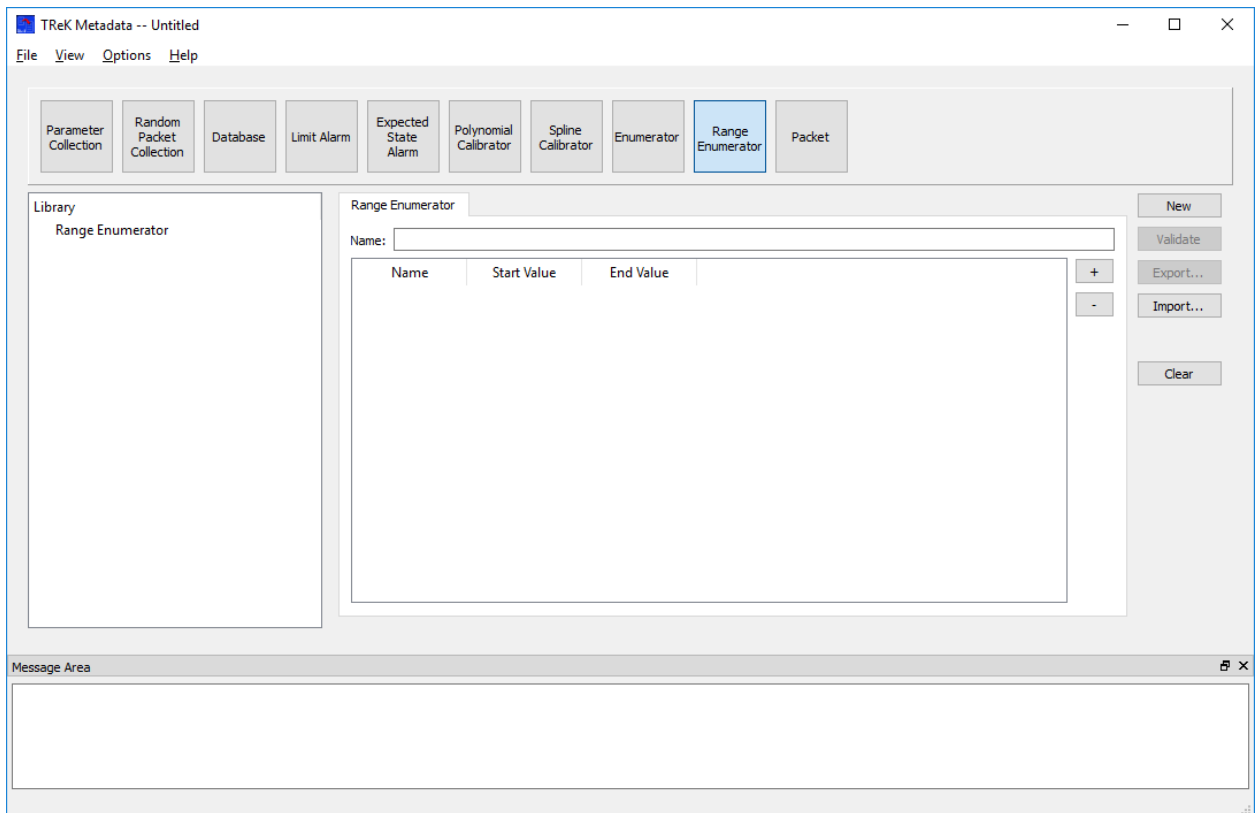 TReK Metadata -- Untitled
File View Options Help
Parameter
Collection
Random
Packet
Collection
Database
Limit Alarm
Expected
State
Alarm
Polynomial
Calibrator
Spline
Calibrator
Enumerator
Range
Enumerator
Packet
Library
Range Enumerator
Range Enumerator
Name:
Name Start Value End Value
+
-
New
Validate
Export...
Import...
Clear
Message Area